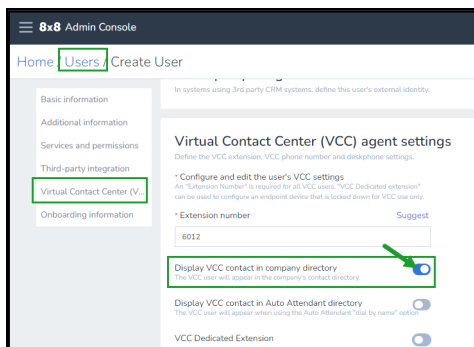 8x8 Admin Console
Home / Users / Create User
In systems using 3rd party CRM systems, define this user's external identity.
Basic information
Additional information
Services and permissions
Third-party integration
Virtual Contact Center (V...
Onboarding information
Virtual Contact Center (VCC) agent settings
Define the VCC extension, VCC phone number and deskphone settings.
* Configure and edit the user's VCC settings
An "Extension Number" is required for all VCC users. "VCC Dedicated extension"
can be used to configure an endpoint device that is locked down for VCC use only.
* Extension number Suggest
6012
Display VCC contact in company directory
The VCC user will appear in the company's contact directory
Display VCC contact in Auto Attendant directory
The VCC user will appear when using the Auto Attendant "dial by name" option
VCC Dedicated Extension